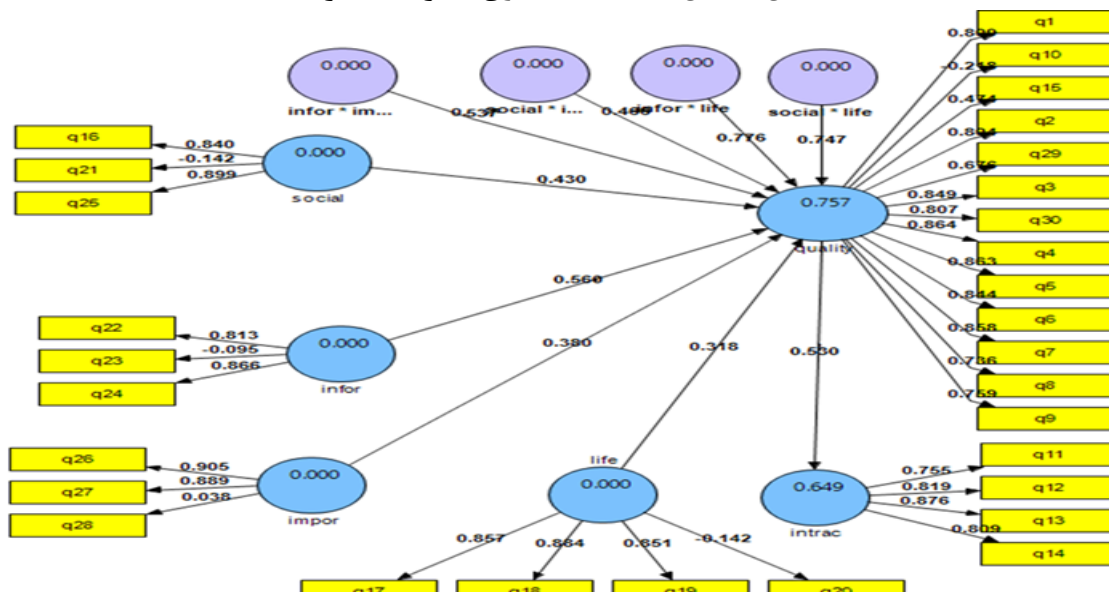 q1
0.000
0.000
0.000
0.000
q10
-0.218
q15
0.474
infor * im...
social * i...
infor * life
social * life
q2
0.537
0.776
0.747
q29
0.676
q16
0.840
0.000
q21
-0.142
0.849
q3
q25
0.899
0.430
0.757
0.807
q30
social
0.864
q4
quality
0.863
q5
0.560
0.844
q6
q22
0.813
0.858
q7
q23
-0.095
0.000
0.380
0.318
0.530
0.736
q8
q24
0.866
infor
0.759
q9
q26
0.905
life
0.755
q11
q27
0.889
0.000
0.000
0.649
0.819
q12
q28
0.038
impor
intrac
0.876
q13
0.857
0.884
0.851
-0.142
0.809
q14
q17
q18
q19
q20